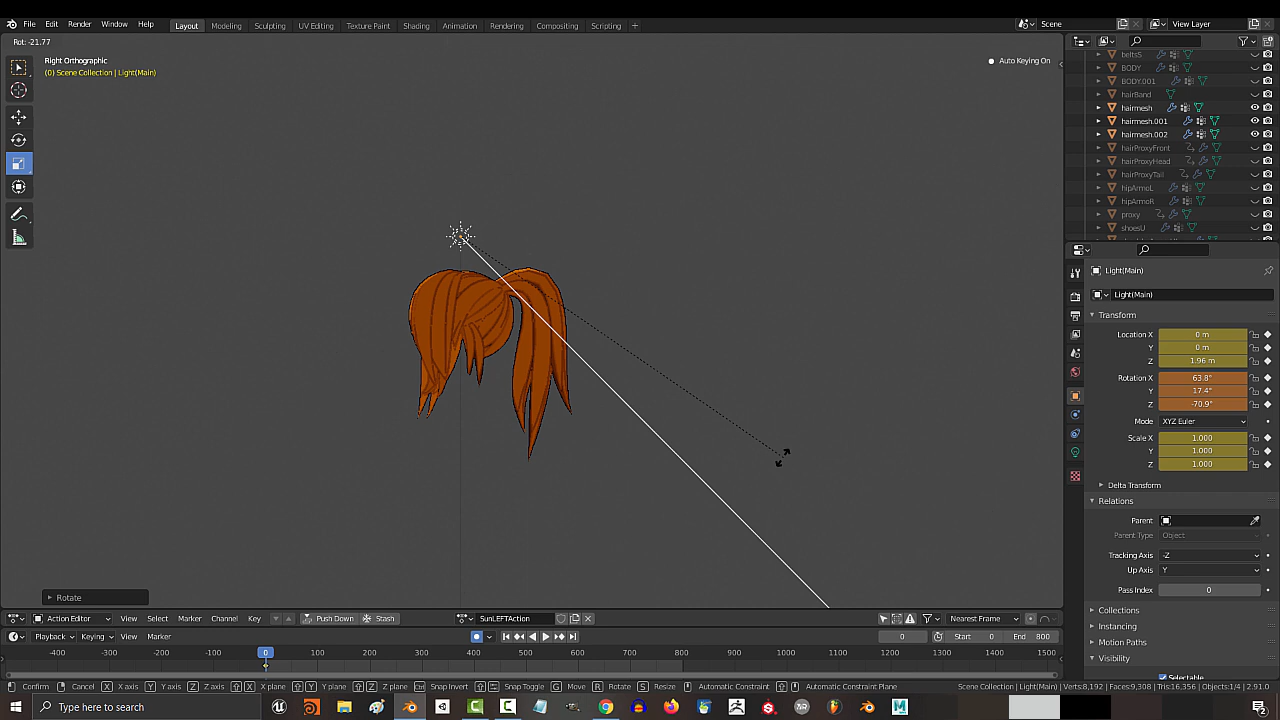 File Edit Render Window Help Layout Modeling Sculpting UV Editing Texture Paint Shading Animation Rendering Compositing Scripting + Scene View Layer
Rot: -21.77
Right Orthographic
(0) Scene Collection | Light(Main)
Auto Keying On
belts5
BODY
BODY.001
hairBand
hairmesh
hairmesh.001
hairmesh.002
hairProxyFront
hairProxyHead
hairProxyTail
hipArmoL
hipArmoR
proxy
shoesU
Light(Main)
Light(Main)
Transform
Location X 0 m
Y 0 m
Z 1.96 m
Rotation X 63.8°
Y 17.4°
Z -70.9°
Mode XYZ Euler
Scale X 1.000
Y 1.000
Z 1.000
Delta Transform
Relations
Parent
Parent Type Object
Tracking Axis -Z
Up Axis Y
Pass Index 0
Collections
Instancing
Motion Paths
Visibility
Selectable
Rotate
Action Editor View Select Marker Channel Key Push Down Stash SunLEFTAction Nearest Frame
Playback Keying View Marker 0 Start 0 End 800
-400 -300 -200 -100 0 100 200 300 400 500 600 700 800 900 1000 1100 1200 1300 1400 1500
Confirm Cancel X X axis Y Y axis Z Z axis X X plane Y Y plane Z Z plane Snap Invert Snap Toggle G Move R Rotate S Resize Automatic Constraint Automatic Constraint Plane Scene Collection | Light(Main) | Verts:8,192 | Faces:9,308 | Tris:16,356 | Objects:1/4 | 2.91.0
Type here to search